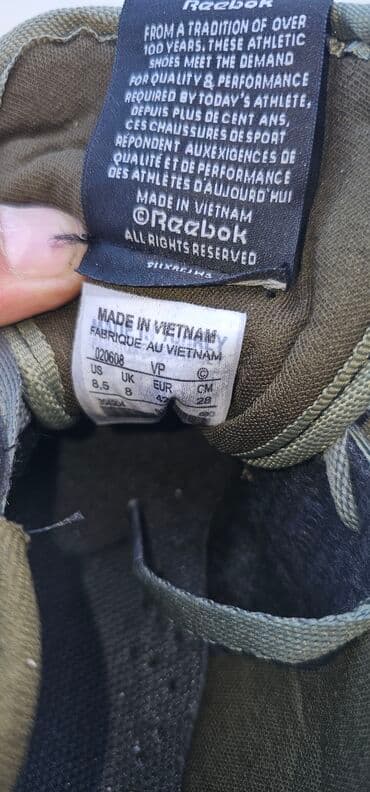 Reebok
FROM A TRADITION OF OVER
100 YEARS, THESE ATHLETIC
SHOES MEET THE DEMAND
FOR QUALITY & PERFORMANCE
REQUIRED BY TODAY'S ATHLETE,
DEPUIS PLUS DE CENT ANS,
CES CHAUSSURES DE SPORT
RÉPONDENT AUX EXIGENCES DE
QUALITÉ ET DE PERFORMANCE
DES ATHLÈTES D'AUJOURD'HUI
MADE IN VIETNAM
©Reebok
ALL RIGHTS RESERVED
MADE IN VIETNAM
FABRIQUE AU VIETNAM
020608 VP ©
US UK EUR CM
8.5 8 28